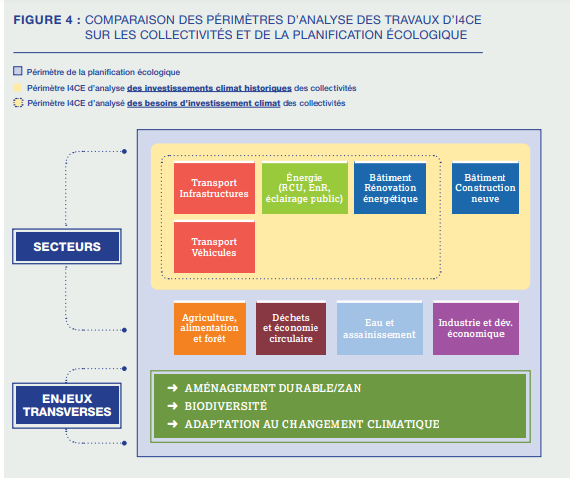 FIGURE 4 : COMPARAISON DES PÉRIMÈTRES D'ANALYSE DES TRAVAUX D'I4CE
SUR LES COLLECTIVITÉS ET DE LA PLANIFICATION ÉCOLOGIQUE
Périmètre de la planification écologique
Périmètre I4CE d'analyse des investissements climat historiques des collectivités
Périmètre I4CE d'analysé des besoins d'investissement climat des collectivités
SECTEURS
Transport
Infrastructures
Énergie
(RCU, EnR,
éclairage public)
Bâtiment
Rénovation
énergétique
Bâtiment
Construction
neuve
Transport
Véhicules
Agriculture,
alimentation
et forêt
Déchets
et économie
circulaire
Eau et
assainissement
Industrie et dév.
économique
ENJEUX
TRANSVERSES
➜ AMÉNAGEMENT DURABLE/ZAN
➜ BIODIVERSITÉ
➜ ADAPTATION AU CHANGEMENT CLIMATIQUE